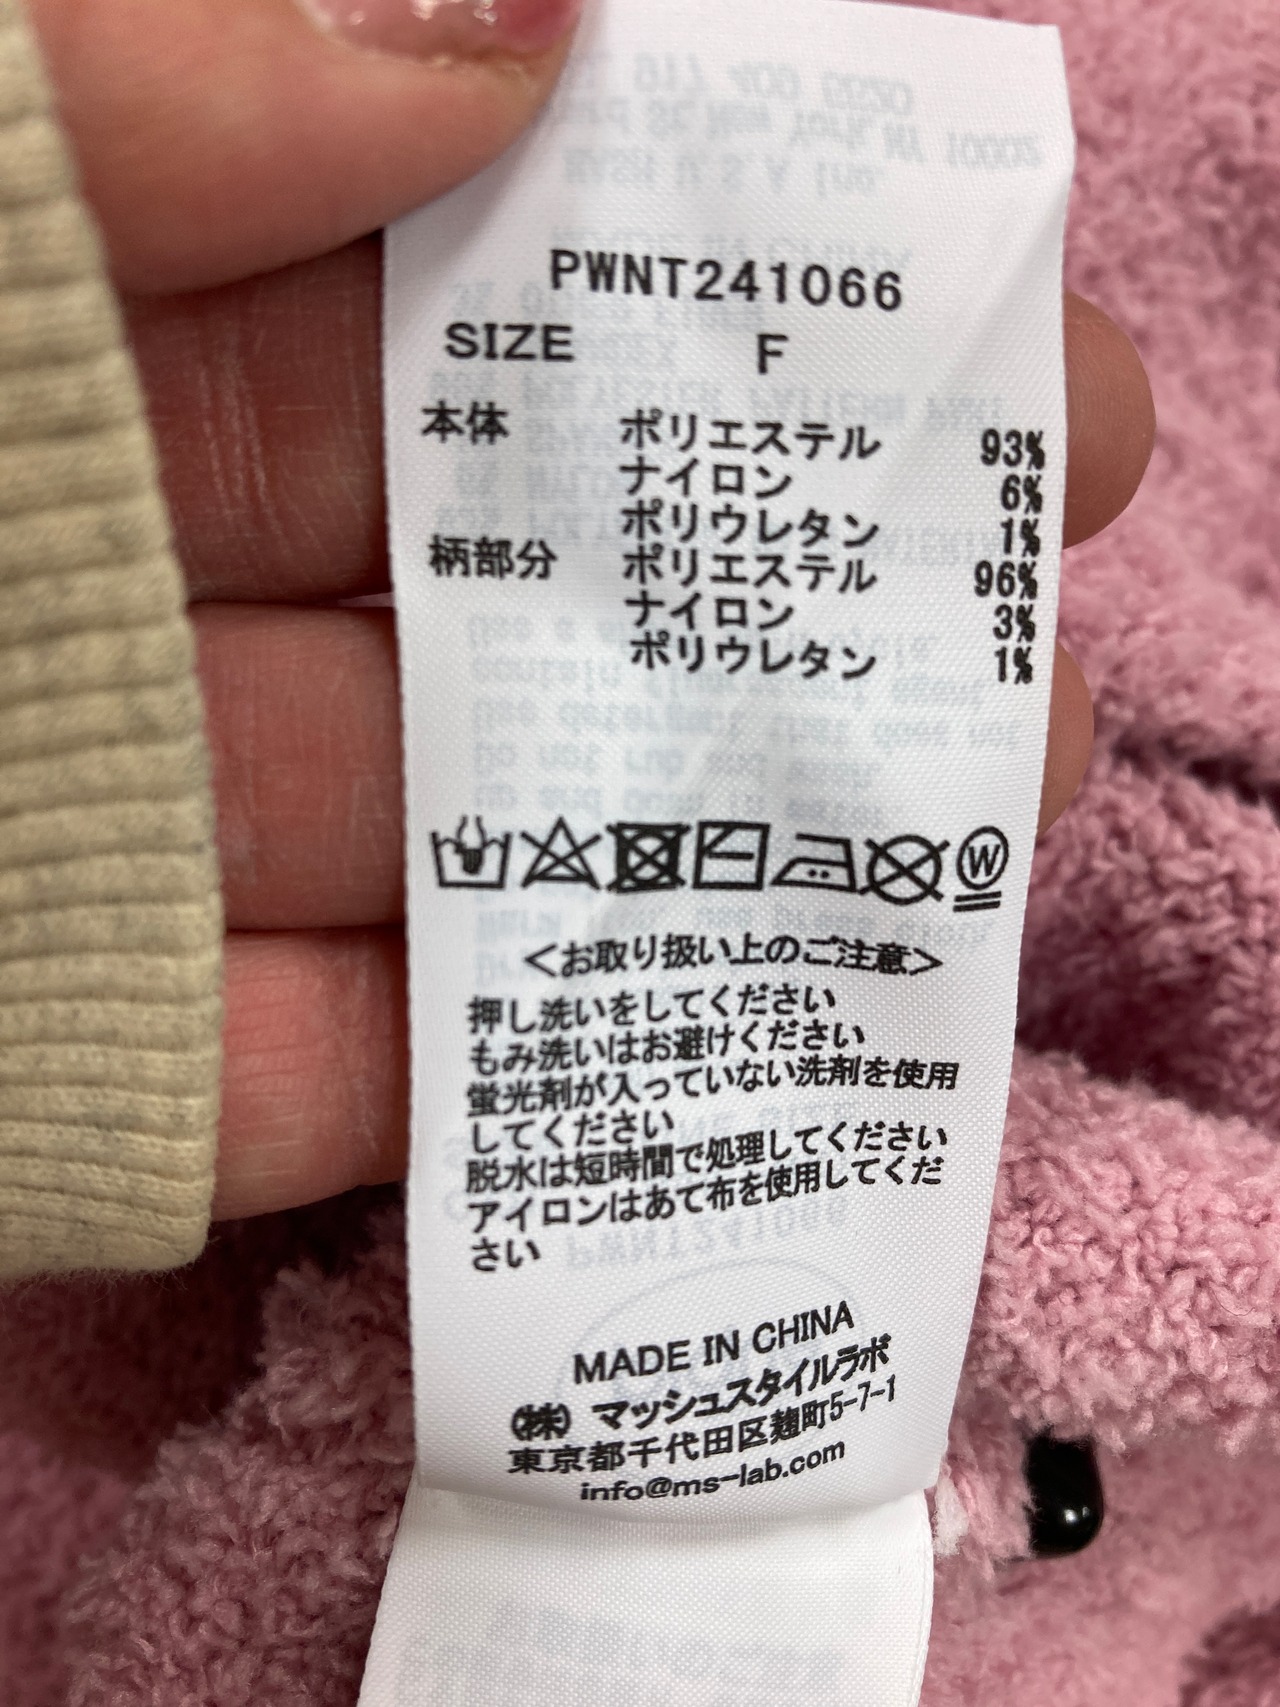 PWNT241066
SIZE F
本体 ポリエステル 93%
ナイロン 6%
ポリウレタン 1%
柄部分 ポリエステル 96%
ナイロン 3%
ポリウレタン 1%
W
<お取り扱い上のご注意>
押し洗いをしてください
もみ洗いはお避けください
蛍光剤が入っていない洗剤を使用
してください
脱水は短時間で処理してください
アイロンはあて布を使用してくだ
さい
MADE IN CHINA
(株) マッシュスタイルラボ
東京都千代田区麹町5-7-1
info@ms-lab.com